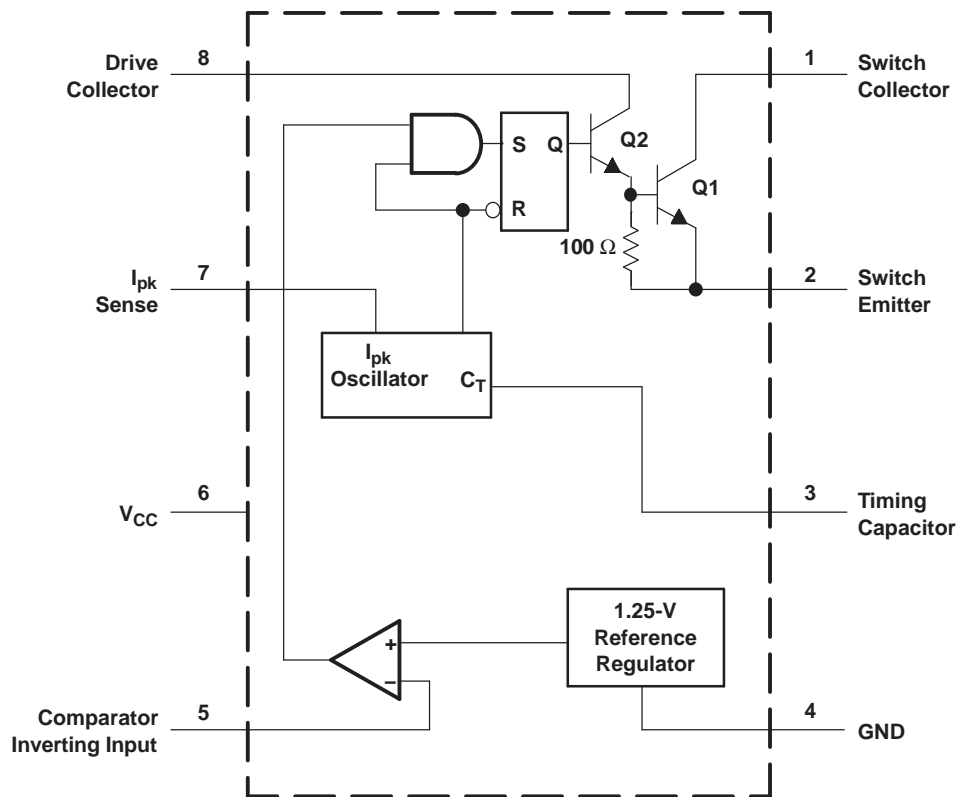 Drive
Collector
8
1
Switch
Collector
S
Q
Q2
R
Q1
100 Ω
Ipk
Sense
7
2
Switch
Emitter
Ipk
Oscillator
CT
6
VCC
3
Timing
Capacitor
1.25-V
Reference
Regulator
+
−
Comparator
Inverting Input
5
4
GND